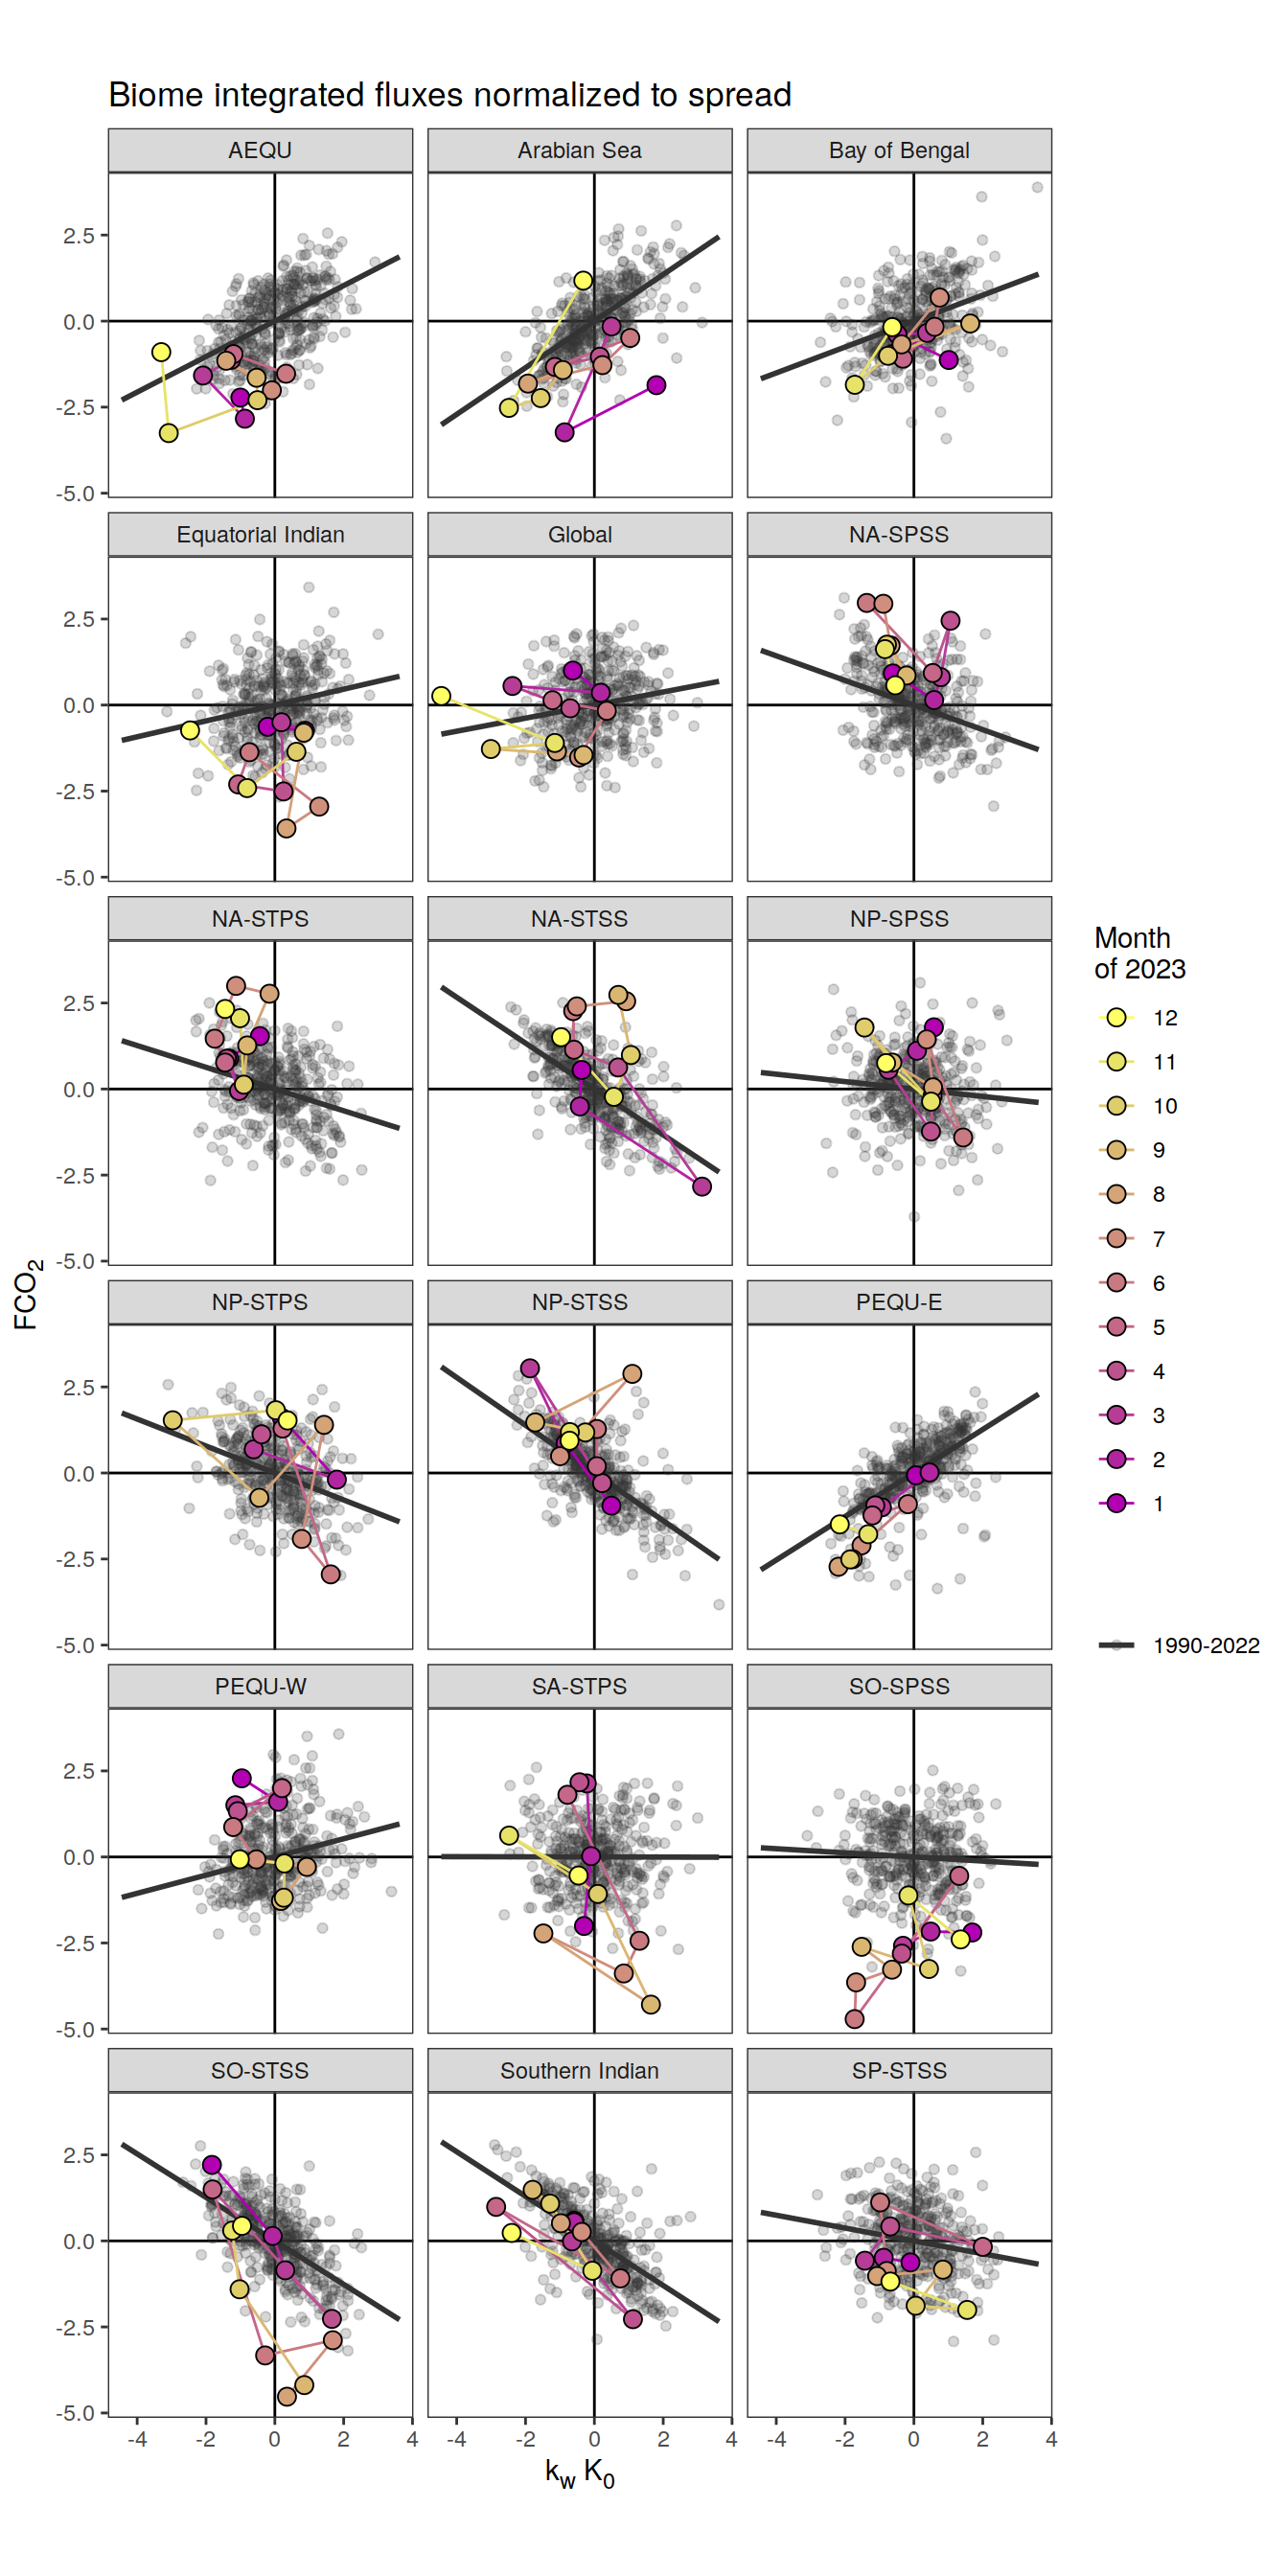 Biome integrated fluxes normalized to spread
AEQU
Arabian Sea
Bay of Bengal
2.5
0.0
-2.5
-5.0
Equatorial Indian
Global
NA-SPSS
2.5
0.0
-2.5
-5.0
NA-STPS
NA-STSS
NP-SPSS
2.5
0.0
-2.5
-5.0
NP-STPS
NP-STSS
PEQU-E
2.5
0.0
-2.5
-5.0
PEQU-W
SA-STPS
SO-SPSS
2.5
0.0
-2.5
-5.0
SO-STSS
Southern Indian
SP-STSS
2.5
0.0
-2.5
-5.0
-4 -2 0 2 4
-4 -2 0 2 4
-4 -2 0 2 4
k_w K_0
FCO_2
Month
of 2023
12
11
10
9
8
7
6
5
4
3
2
1
1990-2022